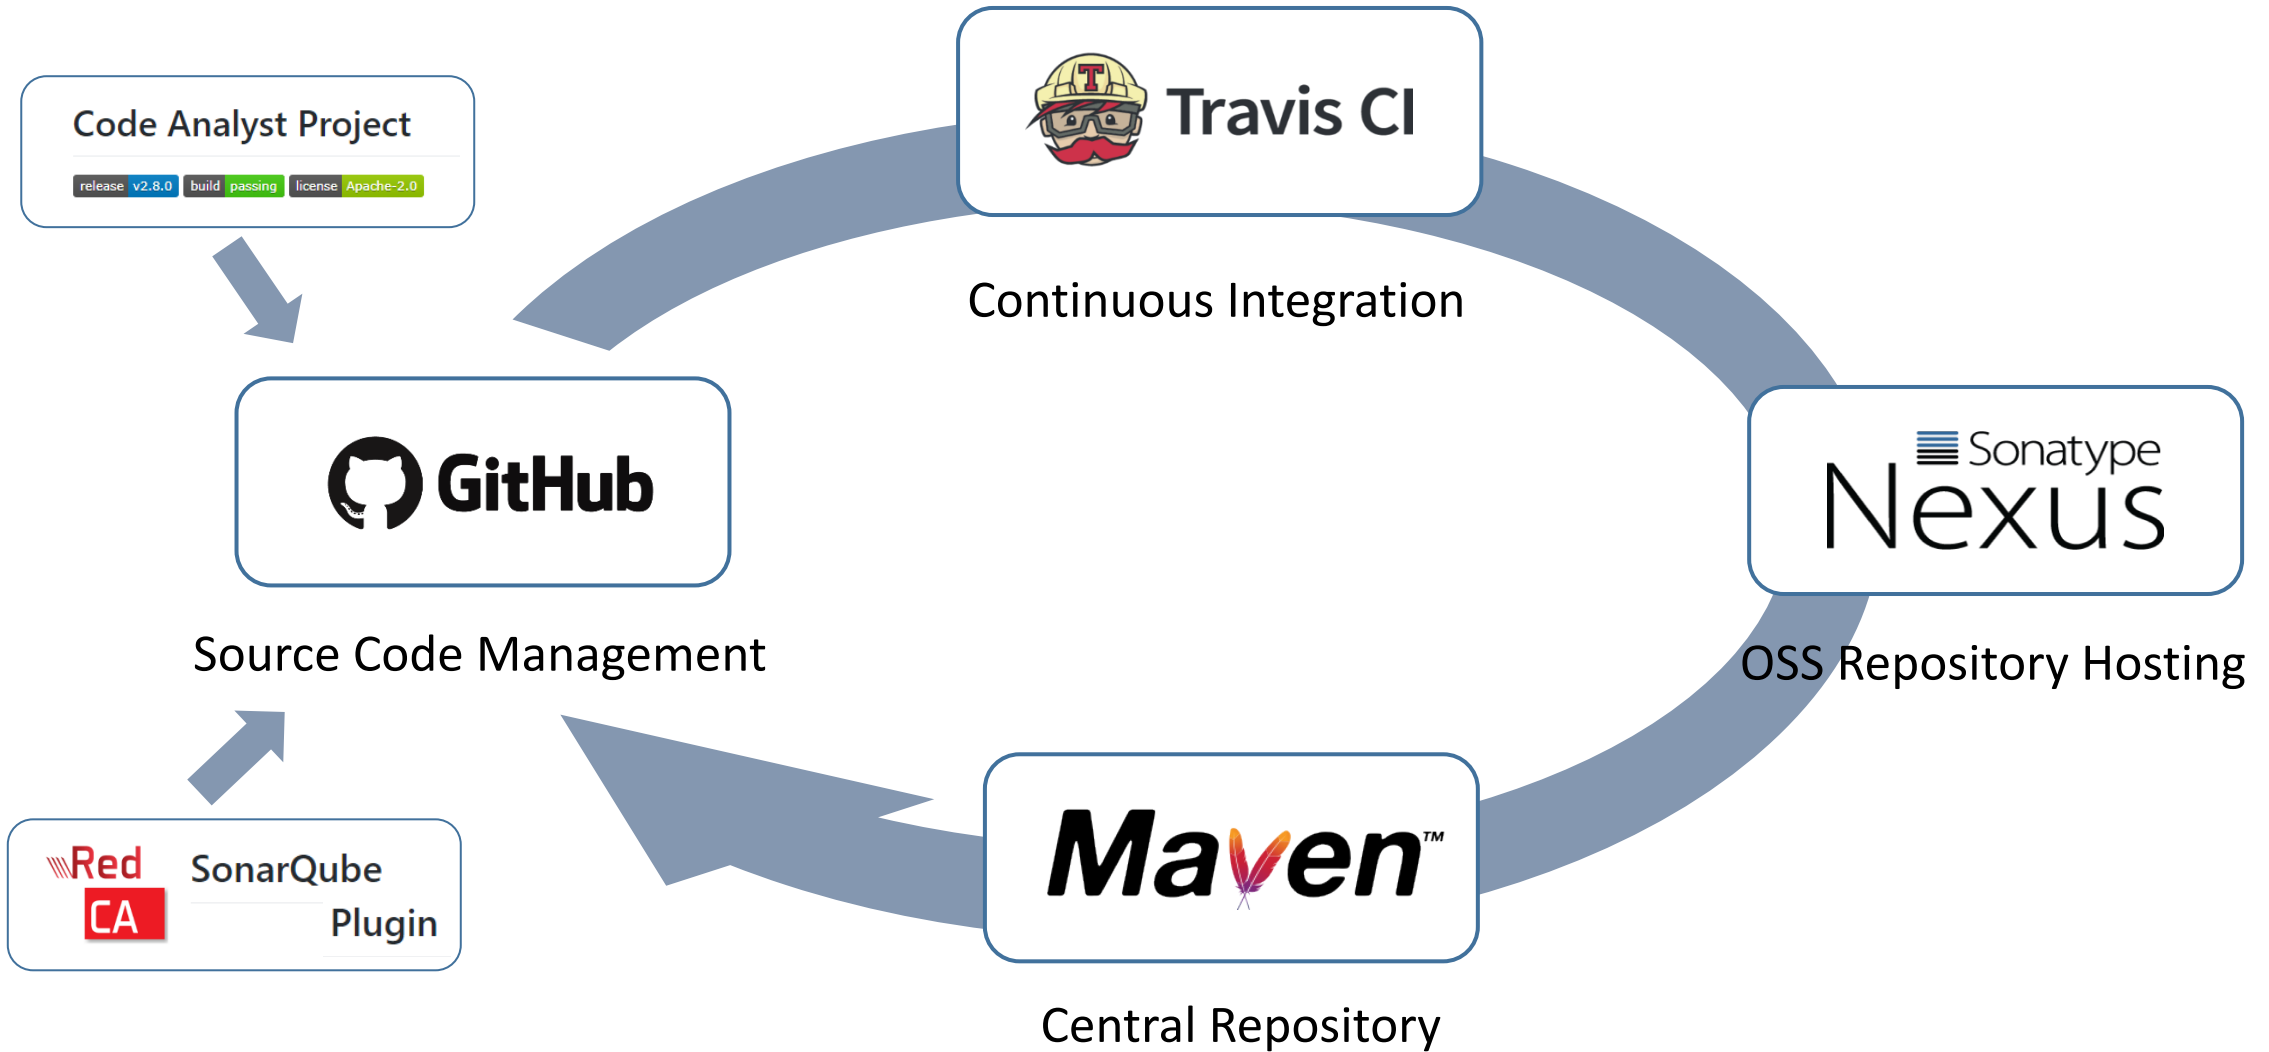 Travis CI
Continuous Integration
Code Analyst Project
release v2.8.0 build passing license Apache-2.0
GitHub
Source Code Management
Sonatype
Nexus
OSS Repository Hosting
Red
CA
SonarQube
Plugin
Maven™
Central Repository